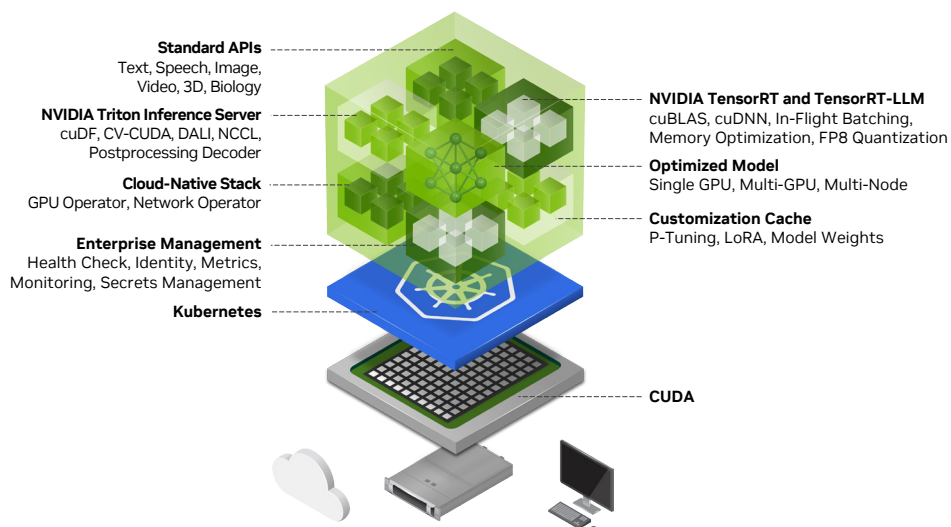 Standard APIs
Text, Speech, Image,
Video, 3D, Biology
NVIDIA Triton Inference Server
cuDF, CV-CUDA, DALI, NCCL,
Postprocessing Decoder
Cloud-Native Stack
GPU Operator, Network Operator
Enterprise Management
Health Check, Identity, Metrics,
Monitoring, Secrets Management
Kubernetes
NVIDIA TensorRT and TensorRT-LLM
cuBLAS, cuDNN, In-Flight Batching,
Memory Optimization, FP8 Quantization
Optimized Model
Single GPU, Multi-GPU, Multi-Node
Customization Cache
P-Tuning, LoRA, Model Weights
CUDA